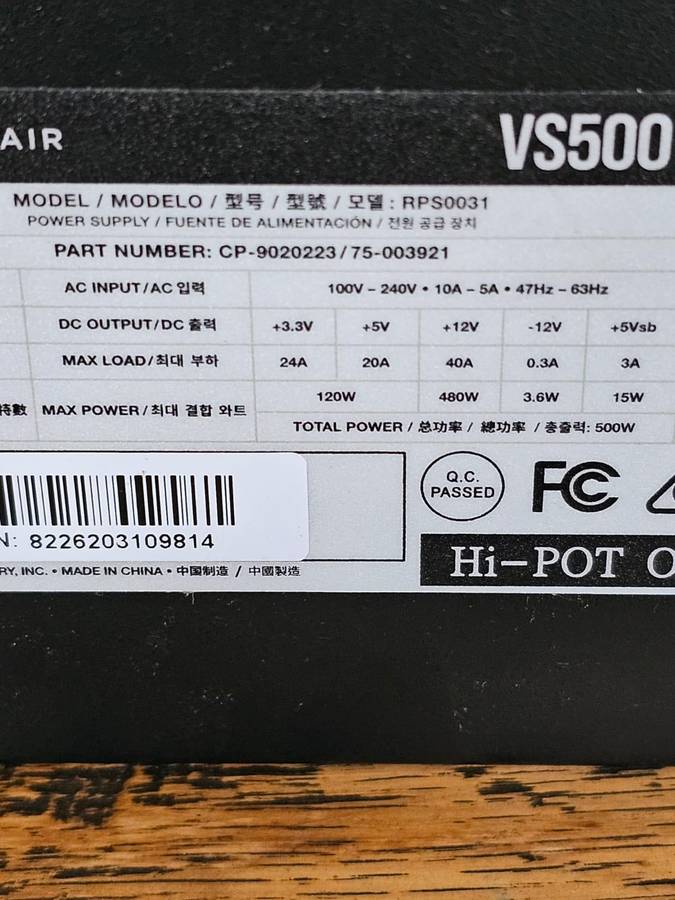 AIR
VS500
MODEL / MODELO / 型号 / 型號 / 모델 : RPS0031
POWER SUPPLY / FUENTE DE ALIMENTACIÓN / 전원 공급 장치
PART NUMBER: CP-9020223/75-003921
AC INPUT/AC 입력 100V – 240V • 10A – 5A • 47Hz – 63Hz
DC OUTPUT/DC 출력 +3.3V +5V +12V -12V +5Vsb
MAX LOAD/최대 부하 24A 20A 40A 0.3A 3A
特數 MAX POWER/최대 결합 와트 120W 480W 3.6W 15W
TOTAL POWER / 总功率 / 總功率 / 총출력: 500W
Q.C.
PASSED
FC
N: 8226203109814
Hi-POT O
RY, INC. • MADE IN CHINA • 中国制造 / 中國製造